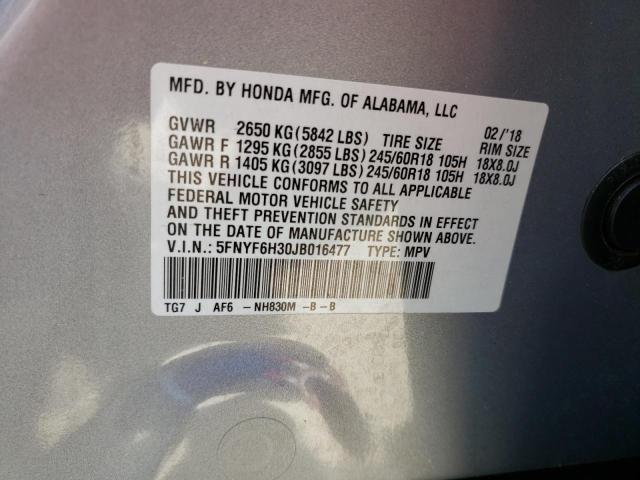 MFD. BY HONDA MFG. OF ALABAMA, LLC
02/'18
GVWR 2650 KG(5842 LBS) TIRE SIZE RIM SIZE
GAWR F 1295 KG(2855 LBS)245/60R18 105H 18X8.0J
GAWR R 1405 KG(3097 LBS)245/60R18 105H 18X8.0J
THIS VEHICLE CONFORMS TO ALL APPLICABLE
FEDERAL MOTOR VEHICLE SAFETY
AND THEFT PREVENTION STANDARDS IN EFFECT
ON THE DATE OF MANUFACTURE SHOWN ABOVE.
V.I.N.: 5FNYF6H30JB016477 TYPE: MPV
TG7 J AF6 - NH830M -B-B